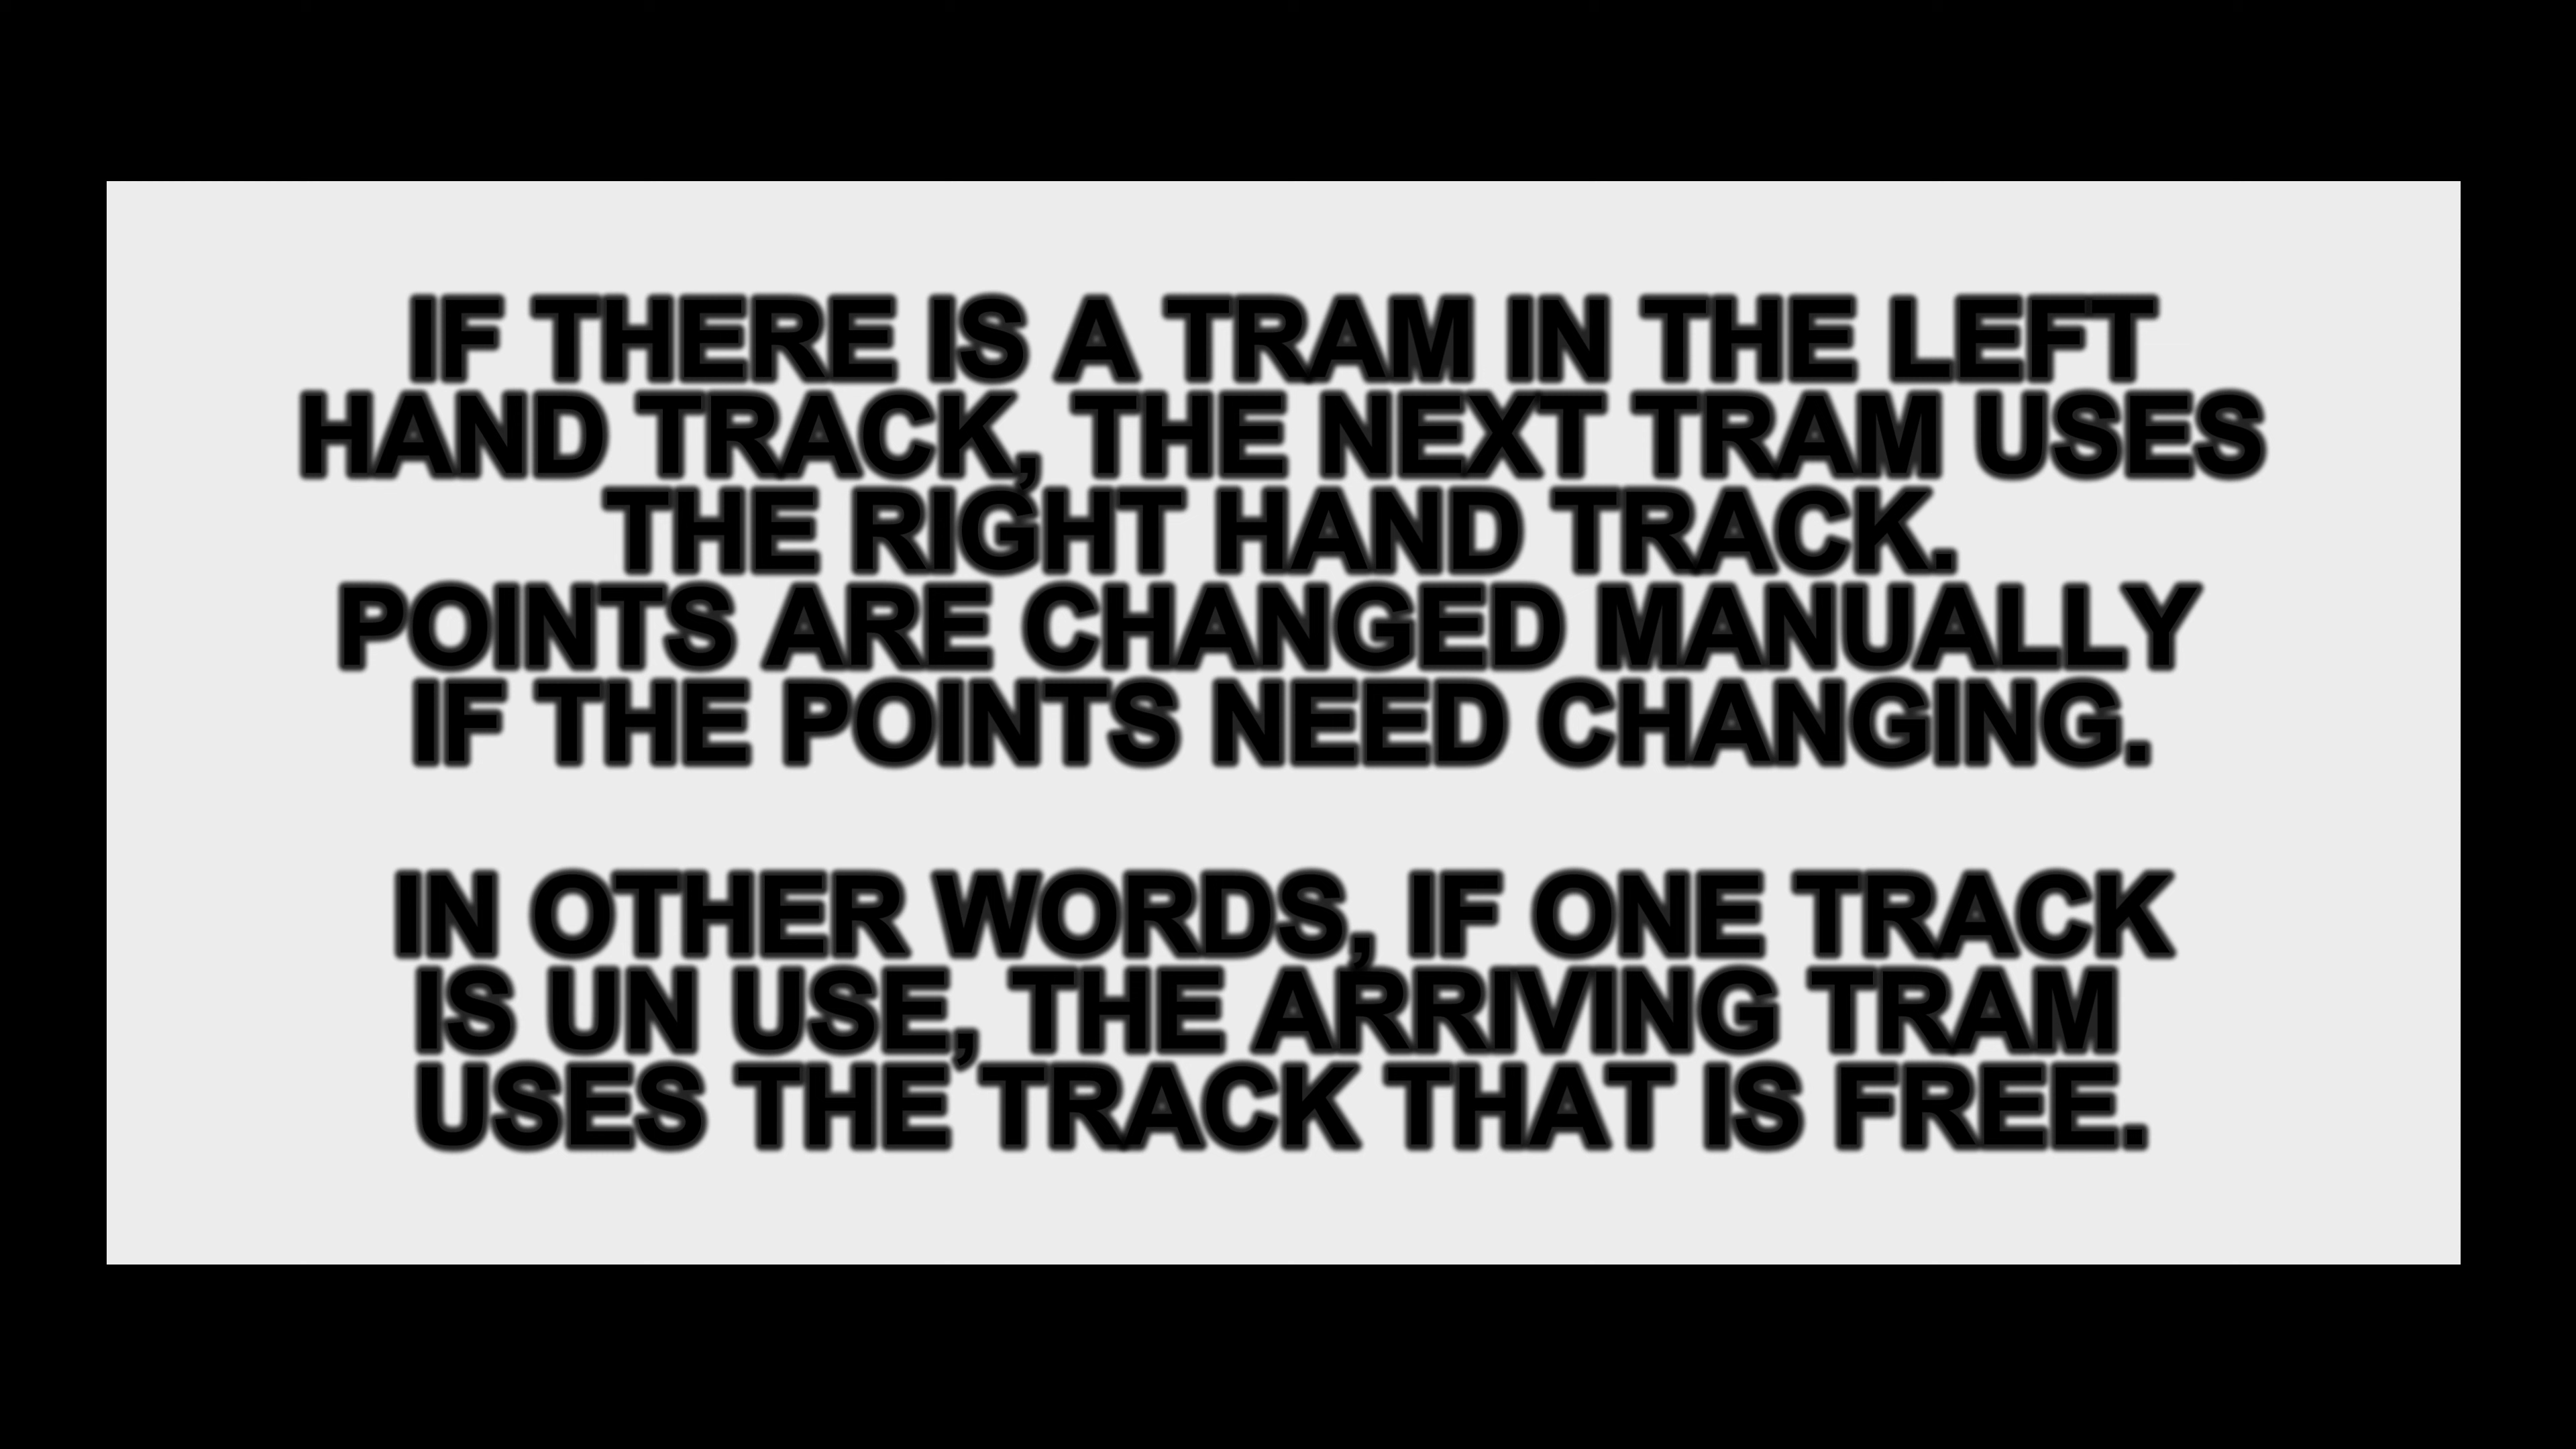 IF THERE IS A TRAM IN THE LEFT
HAND TRACK, THE NEXT TRAM USES
THE RIGHT HAND TRACK.
POINTS ARE CHANGED MANUALLY
IF THE POINTS NEED CHANGING.
IN OTHER WORDS, IF ONE TRACK
IS UN USE, THE ARRIVING TRAM
USES THE TRACK THAT IS FREE.